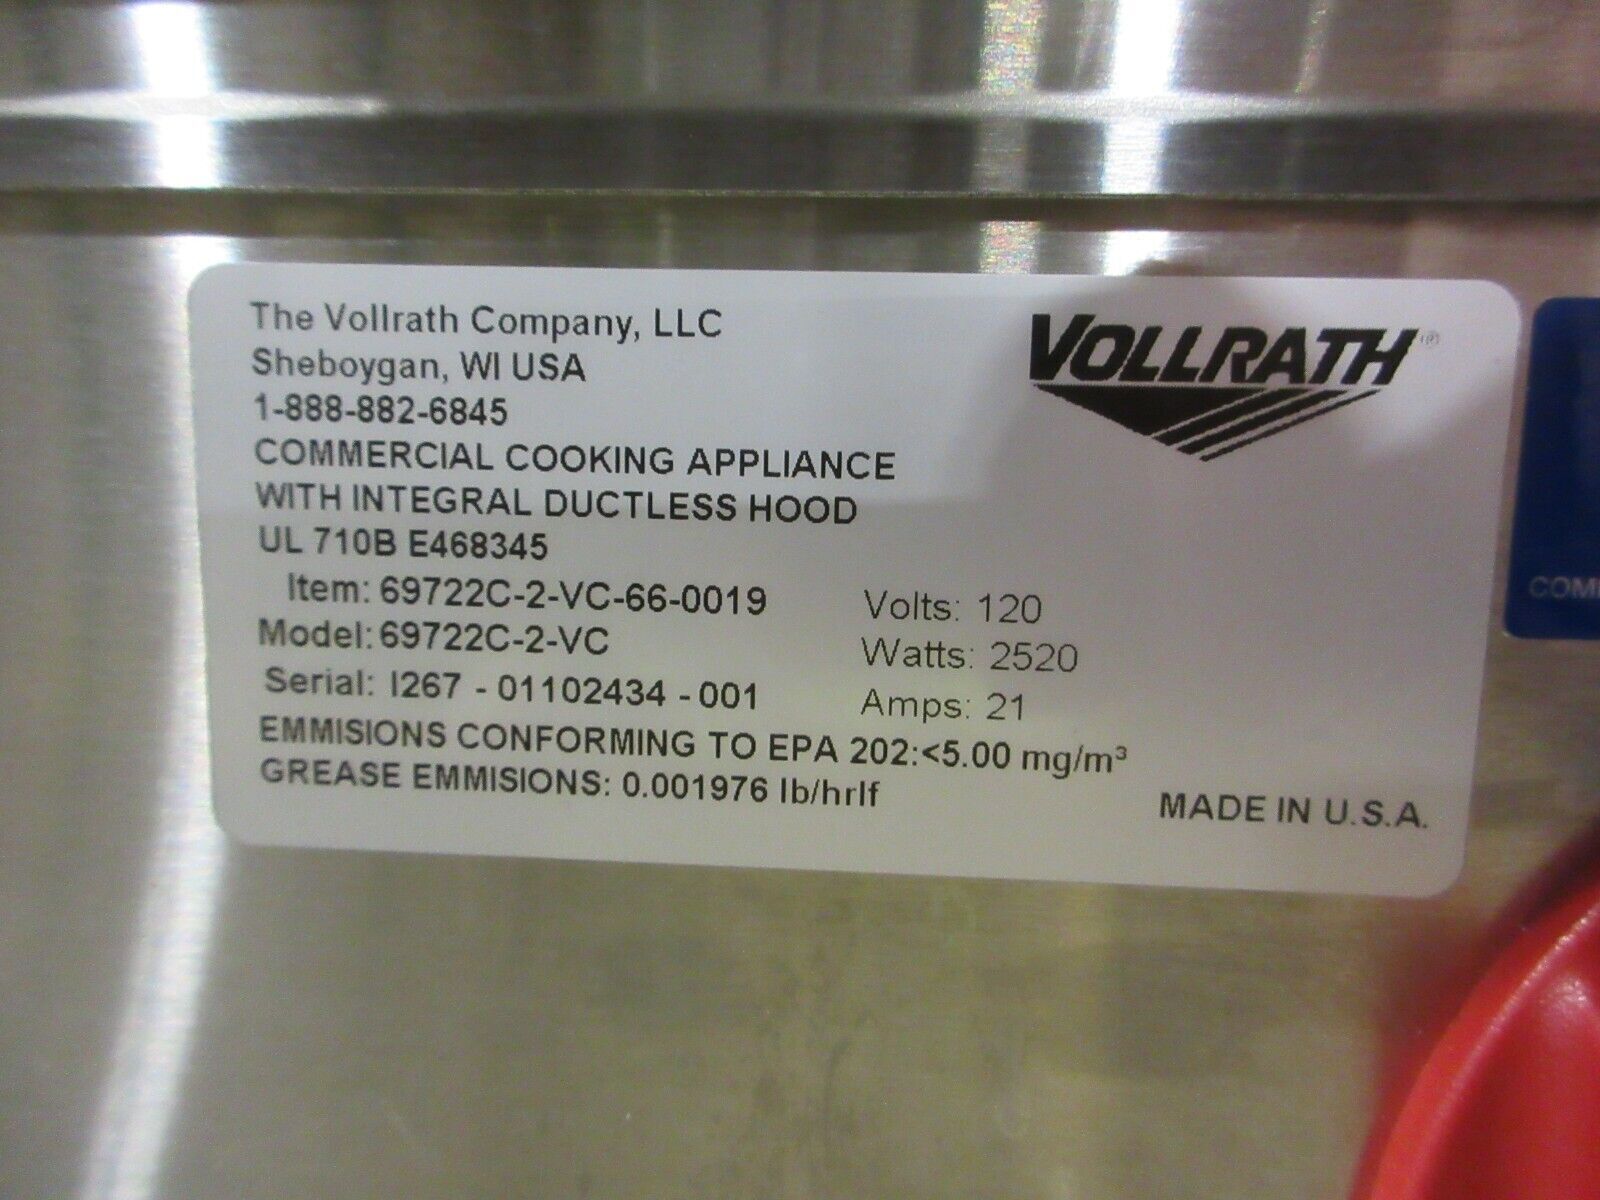 The Vollrath Company, LLC
Sheboygan, WI USA
1-888-882-6845
COMMERCIAL COOKING APPLIANCE
WITH INTEGRAL DUCTLESS HOOD
UL 710B E468345
Item: 69722C-2-VC-66-0019
Model: 69722C-2-VC
Serial: I267 - 01102434 - 001
EMMISIONS CONFORMING TO EPA 202:<5.00 mg/m³
GREASE EMMISIONS: 0.001976 lb/hrlf
VOLLRATH®
Volts: 120
Watts: 2520
Amps: 21
MADE IN U.S.A.